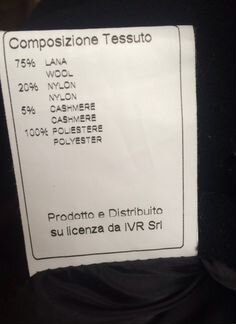 Composizione Tessuto
75% LANA
WOOL
20% NYLON
NYLON
5% CASHMERE
CASHMERE
100% POLIESTERE
POLYESTER
Prodotto e Distribuito
su licenza da IVR Srl